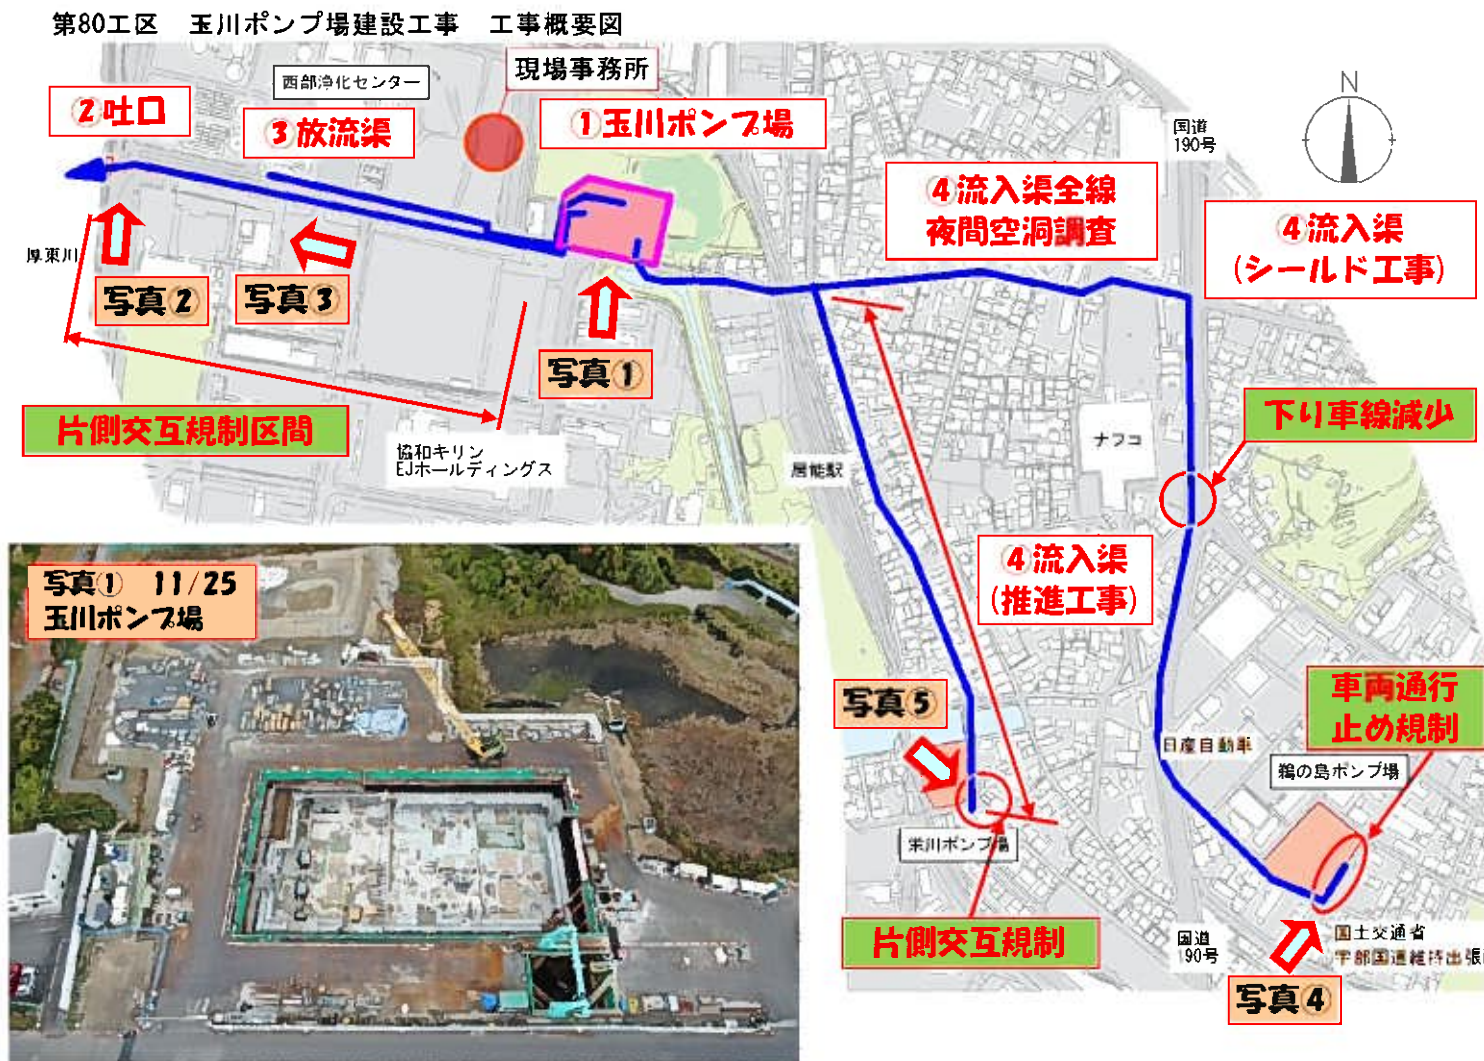 第80工区　玉川ポンプ場建設工事　工事概要図
西部浄化センター
現場事務所
②吐口
③放流渠
①玉川ポンプ場
国道
190号
N
④流入渠全線
夜間空洞調査
④流入渠
(シールド工事)
厚東川
写真②
写真③
写真①
片側交互規制区間
協和キリン
EJホールディングス
居能駅
ナフコ
下り車線減少
④流入渠
(推進工事)
写真①　11/25
玉川ポンプ場
写真⑤
車両通行
止め規制
日産自動車
鵜の島ポンプ場
栄川ポンプ場
片側交互規制
国道
190号
国土交通省
宇部国道維持出張
写真④